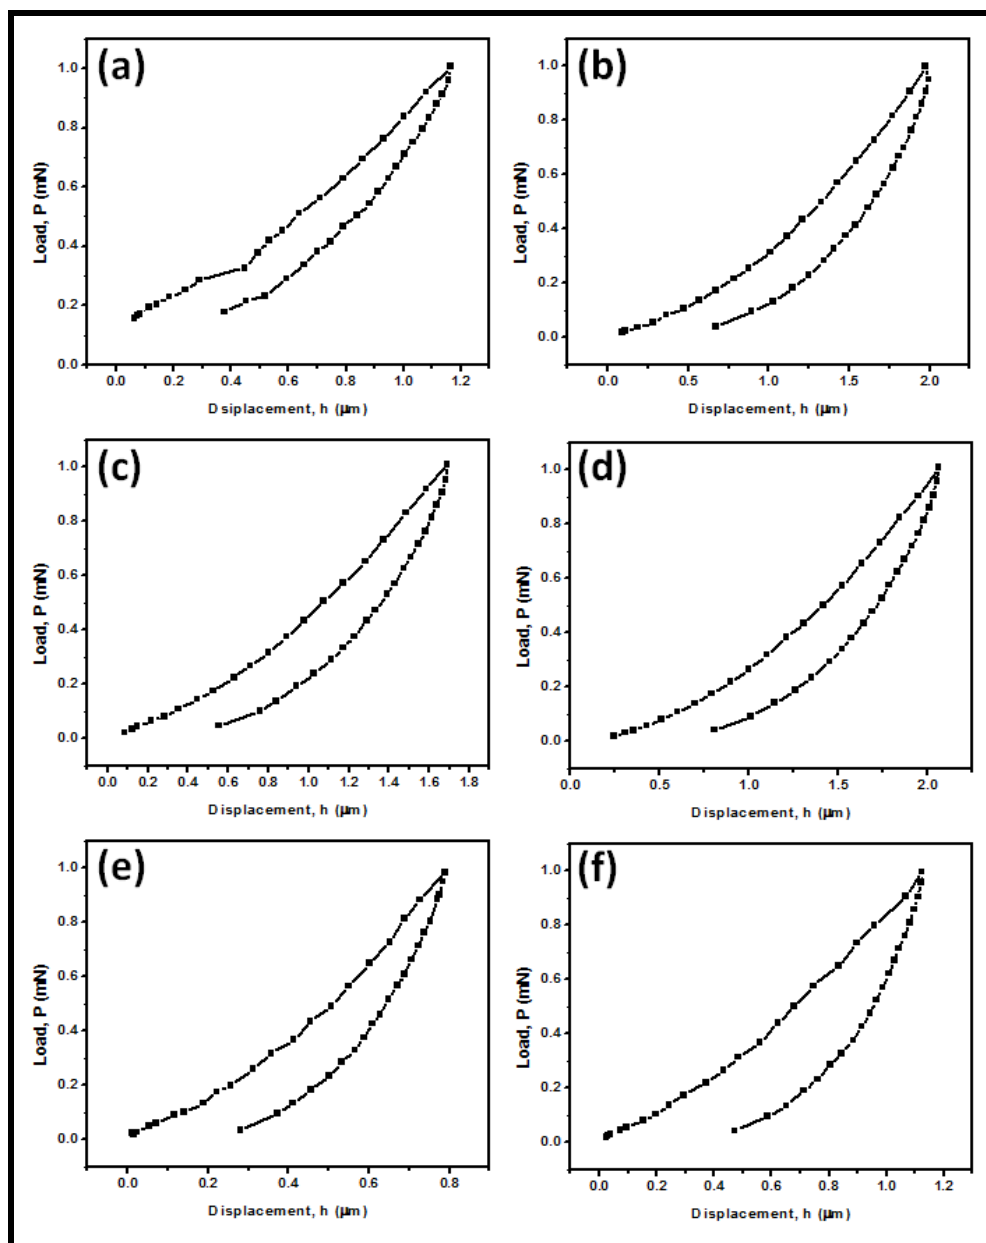 (a)
Load, P (mN)
1.0
0.8
0.6
0.4
0.2
0.0
0.0 0.2 0.4 0.6 0.8 1.0 1.2
Dsiplacement, h (μm)
(b)
Load, P (mN)
1.0
0.8
0.6
0.4
0.2
0.0
0.0 0.5 1.0 1.5 2.0
Displacement, h (μm)
(c)
Load, P (mN)
1.0
0.8
0.6
0.4
0.2
0.0
0.0 0.2 0.4 0.6 0.8 1.0 1.2 1.4 1.6 1.8
Displacement, h (μm)
(d)
Load, P (mN)
1.0
0.8
0.6
0.4
0.2
0.0
0.0 0.5 1.0 1.5 2.0
Displacement, h (μm)
(e)
Load, P (mN)
1.0
0.8
0.6
0.4
0.2
0.0
0.0 0.2 0.4 0.6 0.8
Displacement, h (μm)
(f)
Load, P (mN)
1.0
0.8
0.6
0.4
0.2
0.0
0.0 0.2 0.4 0.6 0.8 1.0 1.2
Displacement, h (μm)